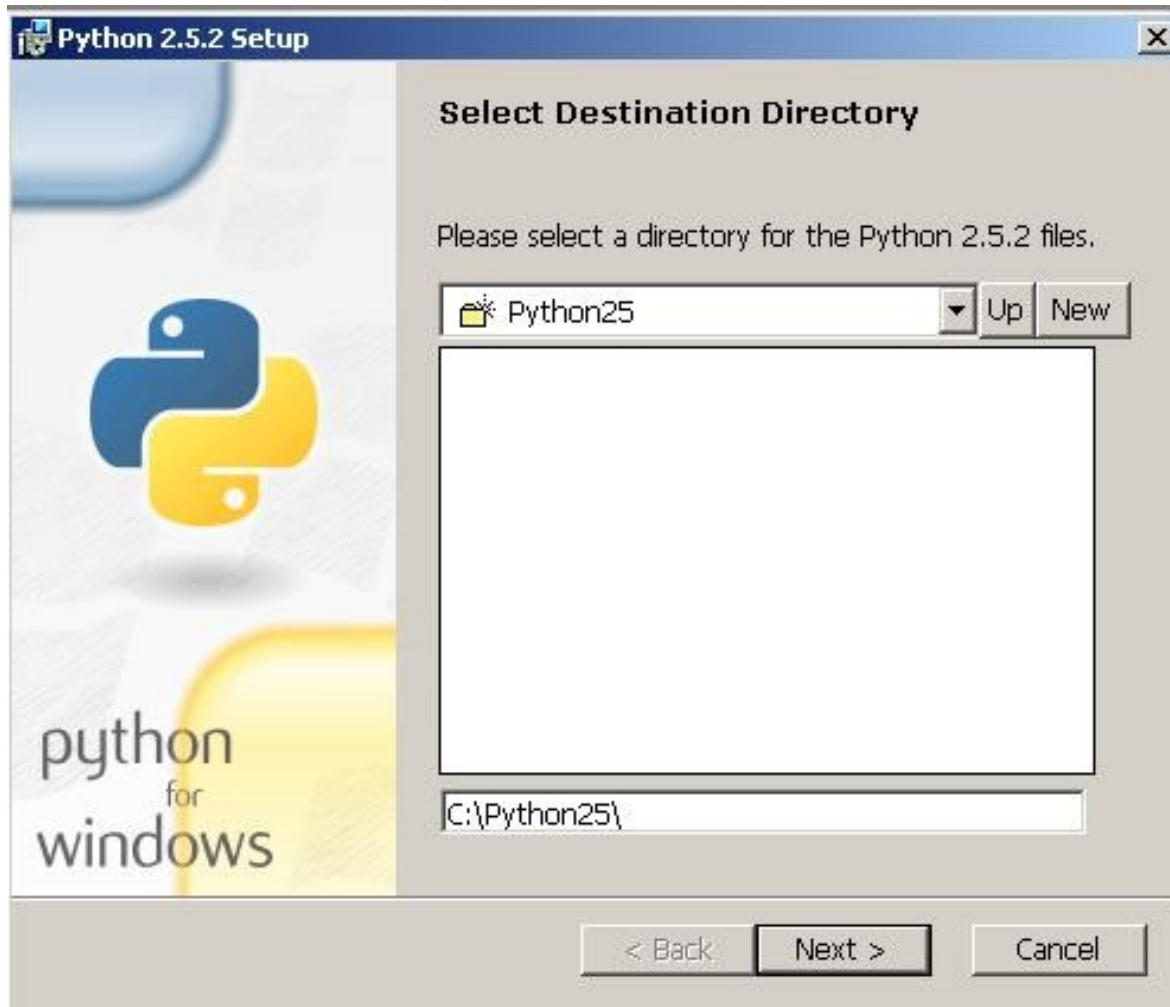 Python 2.5.2 Setup
Select Destination Directory
Please select a directory for the Python 2.5.2 files.
Python25
Up
New
C:\Python25\
python
for
windows
< Back
Next >
Cancel